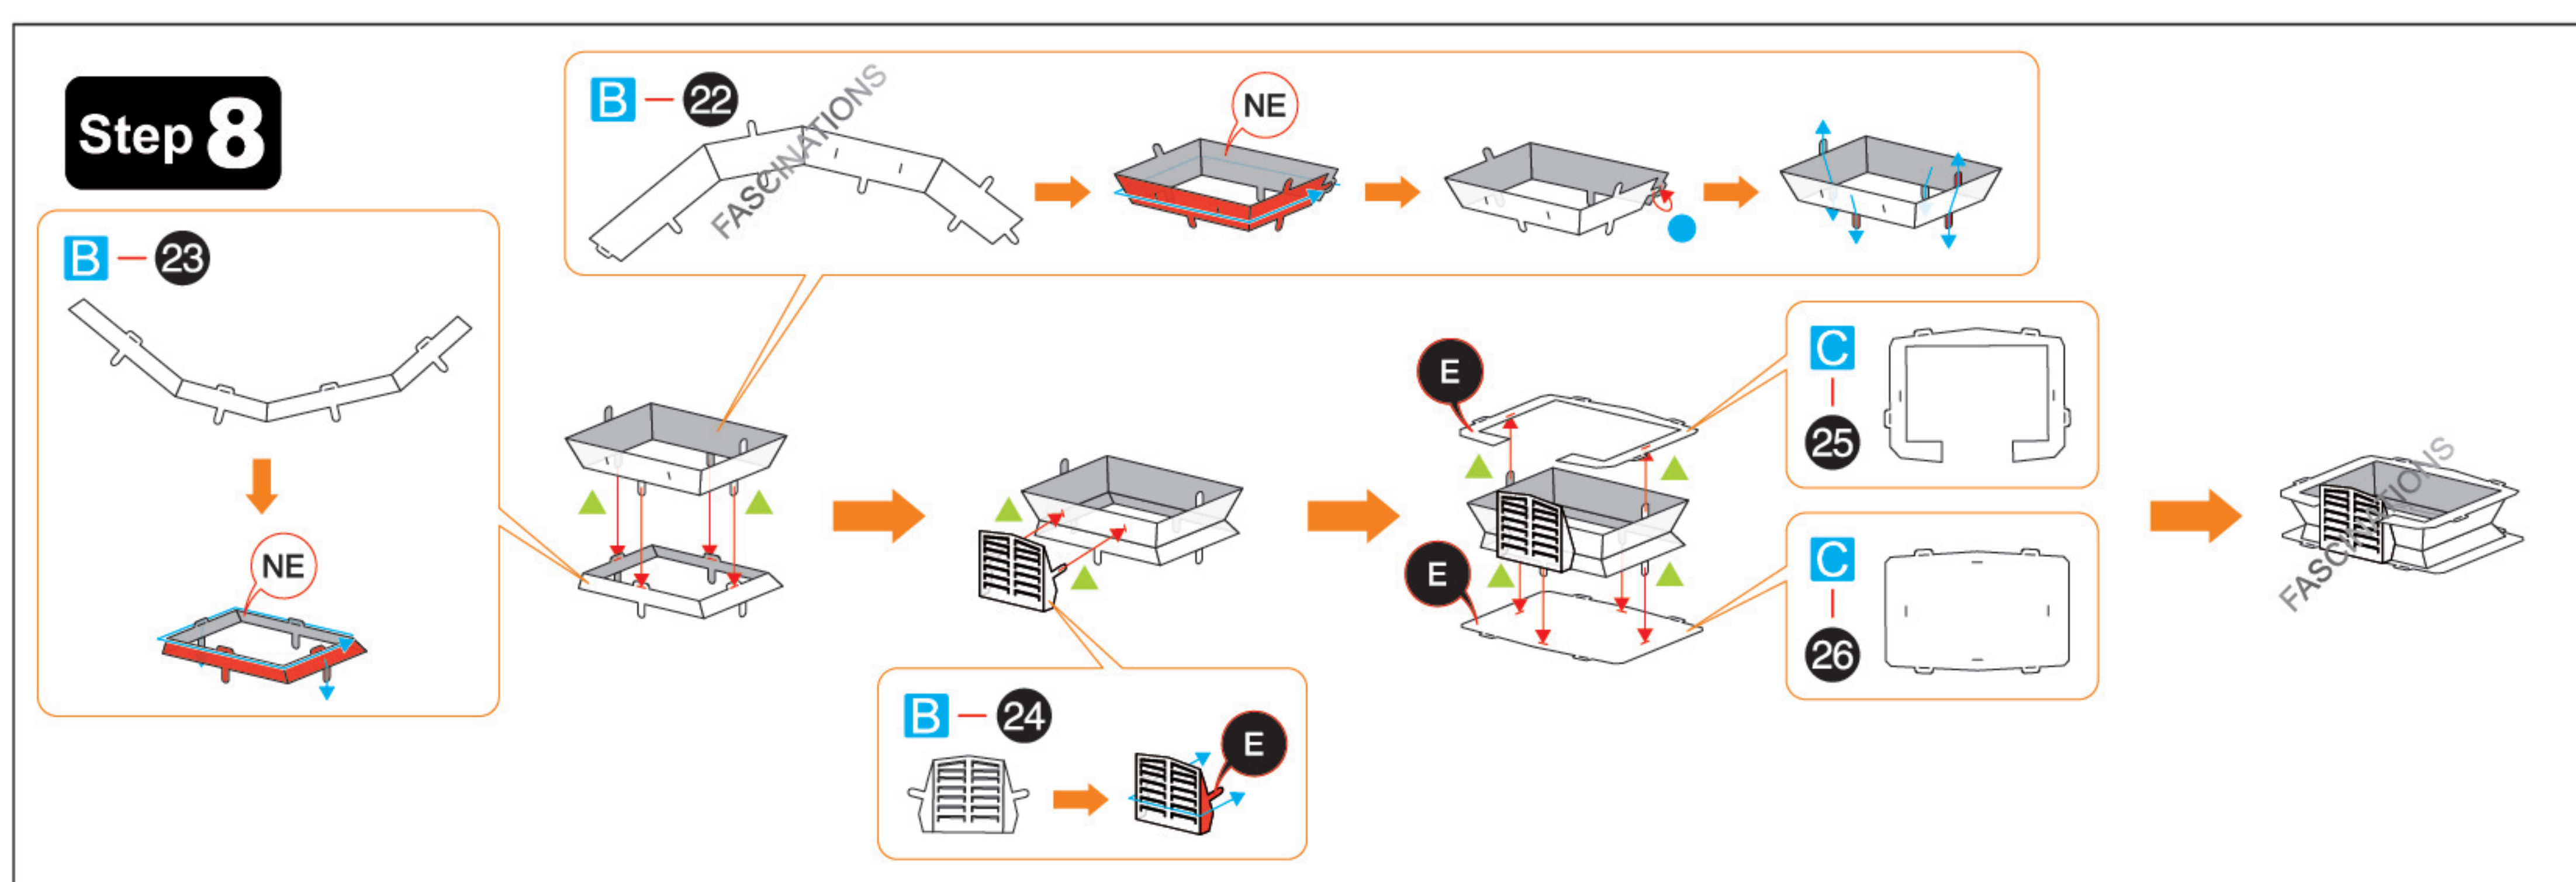 Step 8
B — 22
FASCINATIONS
NE
B — 23
NE
E
E
C
25
C
26
B — 24
E
FASCINATIONS